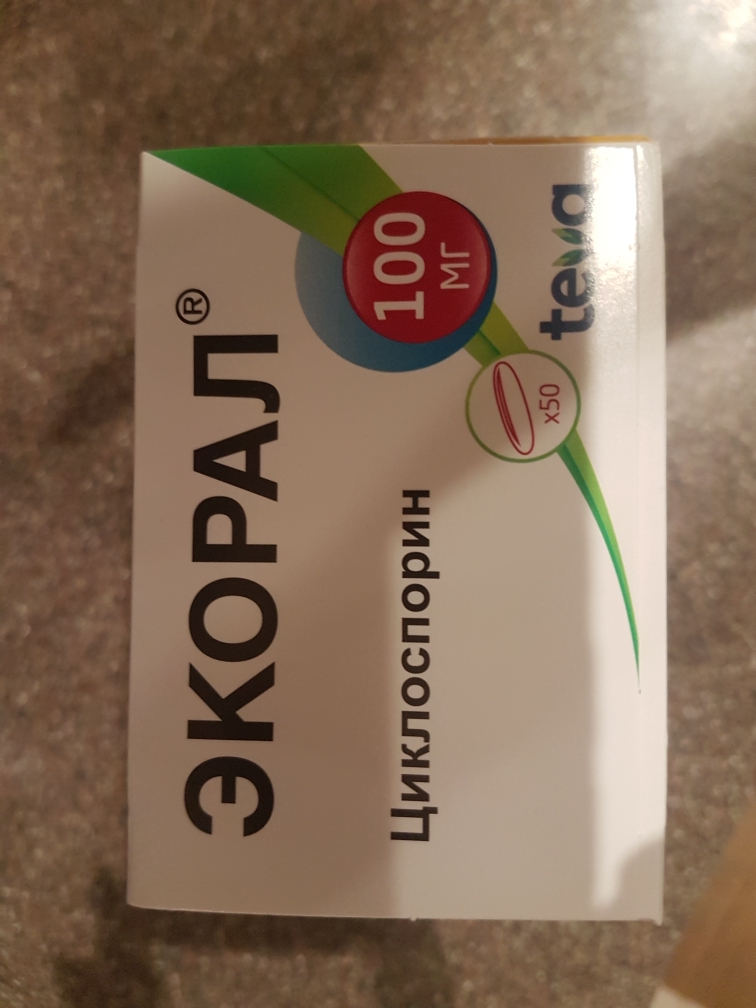 ЭКОРАЛ®
Циклоспорин
100
мг
x50
teva